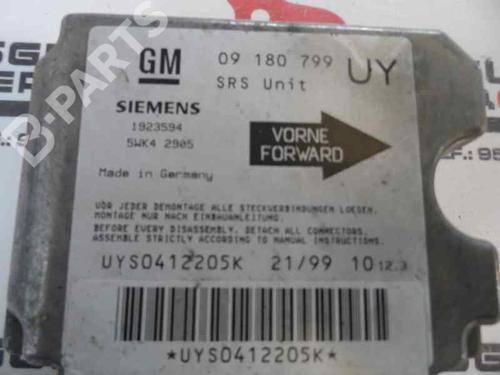 GM
09 180 799 UY
SRS Unit
SIEMENS
1923594
5WK4 2905
VORNE
FORWARD
Made in Germany
VOR JEDER DEMONTAGE ALLE STECKVERBINDUNGEN LOESEN.
MONTAGE NUR NACH EINBAUANLEITUNG.
BEFORE EVERY DISASSEMBLY, DETACH ALL CONNECTORS.
ASSEMBLE STRICTLY ACCORDING TO MANUAL INSTRUCTIONS.
UYS0412205K 21/99 10 12.3
*UYS0412205K*
B-PARTS